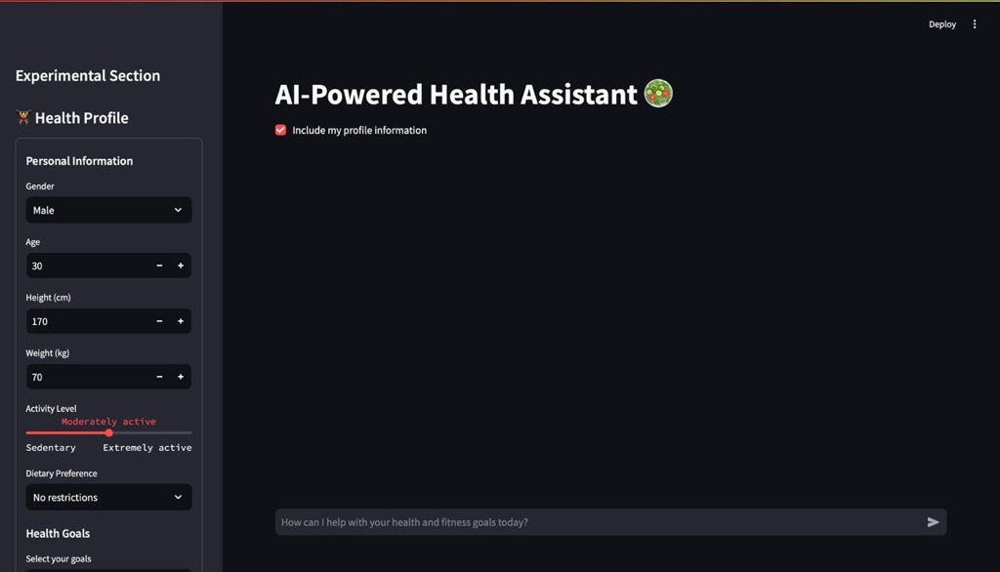 Deploy
Experimental Section
Health Profile
Personal Information
Gender
Male
Age
30
Height (cm)
170
Weight (kg)
70
Activity Level
Moderately active
Sedentary Extremely active
Dietary Preference
No restrictions
Health Goals
Select your goals
AI-Powered Health Assistant
Include my profile information
How can I help with your health and fitness goals today?